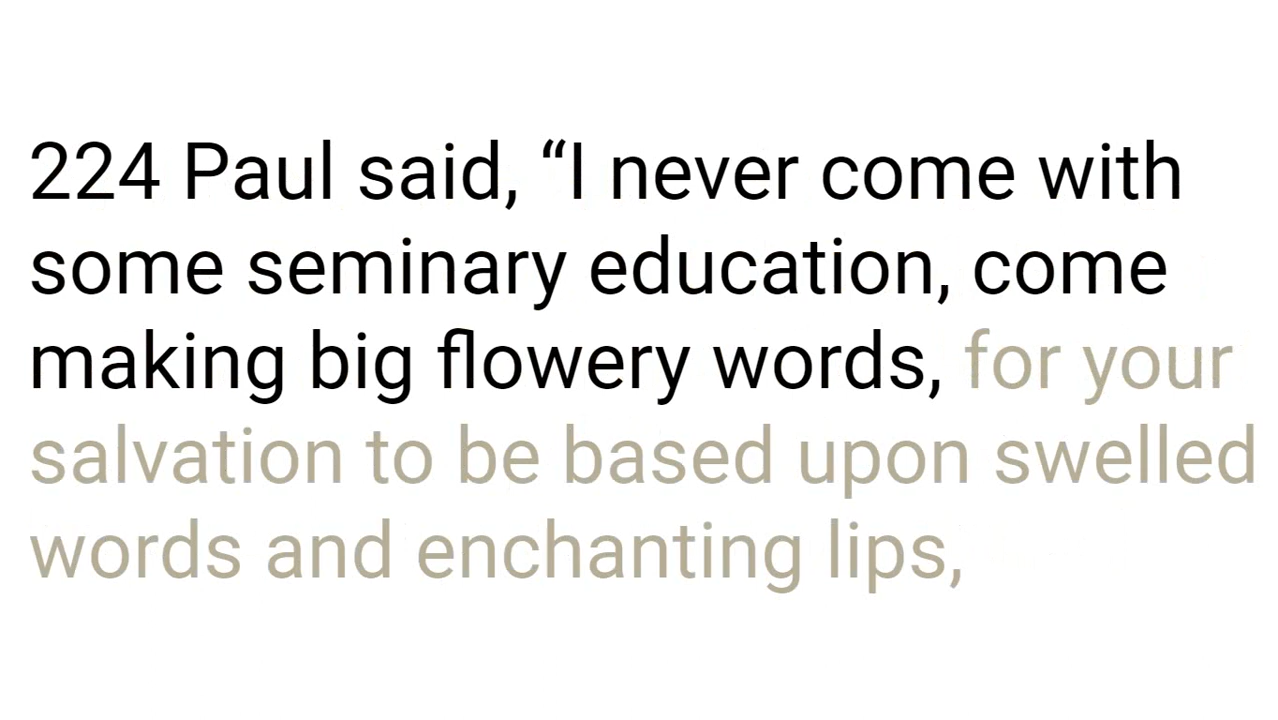 224 Paul said, “I never come with
some seminary education, come
making big flowery words, for your
salvation to be based upon swelled
words and enchanting lips,